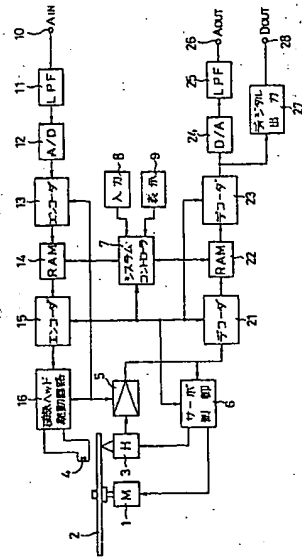 10
AIN
11
LPF
12
A/D
13
エンコーダ
14
RAM
15
エンコーダ
16
磁界ヘッド
駆動回路
4
2
1
M
3
H
5
6
サーボ
制御
7
システム
コントローラ
8
入力
9
表示
21
デコーダ
22
RAM
23
デコーダ
24
D/A
25
LPF
26
AOUT
27
ディジタル
出力
28
DOUT